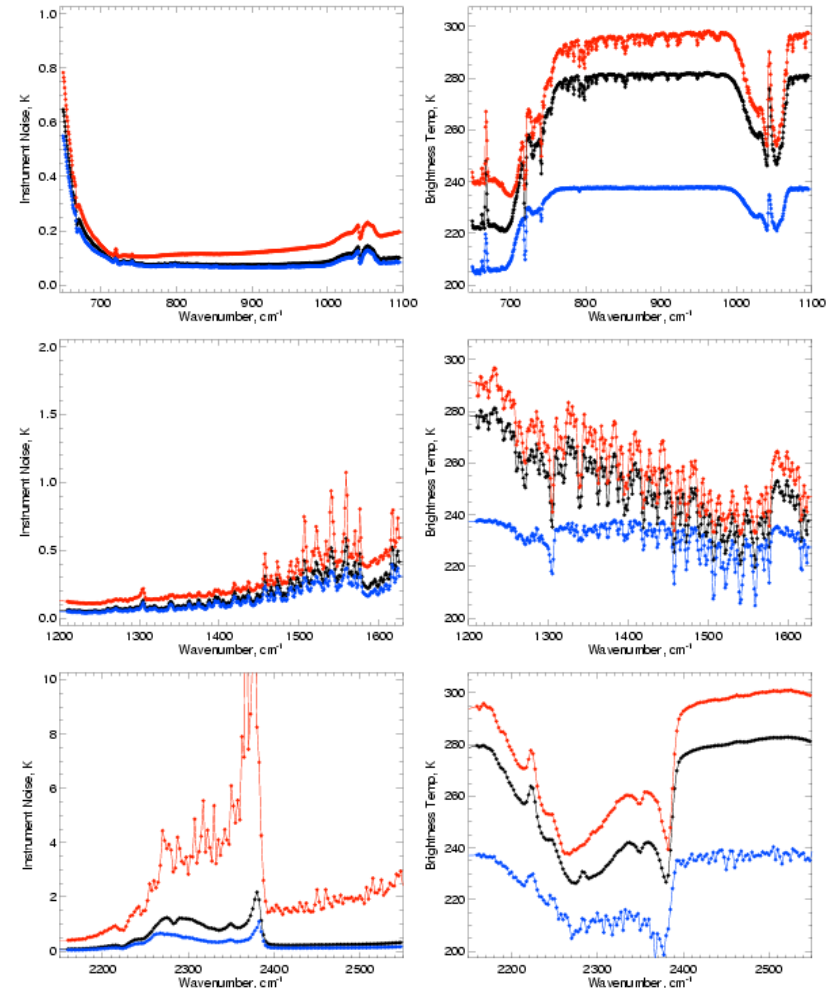 1.0
0.8
0.6
0.4
0.2
0.0
Instrument Noise, K
700 800 900 1000 1100
Wavenumber, cm-1
300
280
260
240
220
200
Brightness Temp, K
700 800 900 1000 1100
Wavenumber, cm-1
2.0
1.5
1.0
0.5
0.0
Instrument Noise, K
1200 1300 1400 1500 1600
Wavenumber, cm-1
300
280
260
240
220
200
Brightness Temp, K
1200 1300 1400 1500 1600
Wavenumber, cm-1
10
8
6
4
2
0
Instrument Noise, K
2200 2300 2400 2500
Wavenumber, cm-1
300
280
260
240
220
200
Brightness Temp, K
2200 2300 2400 2500
Wavenumber, cm-1